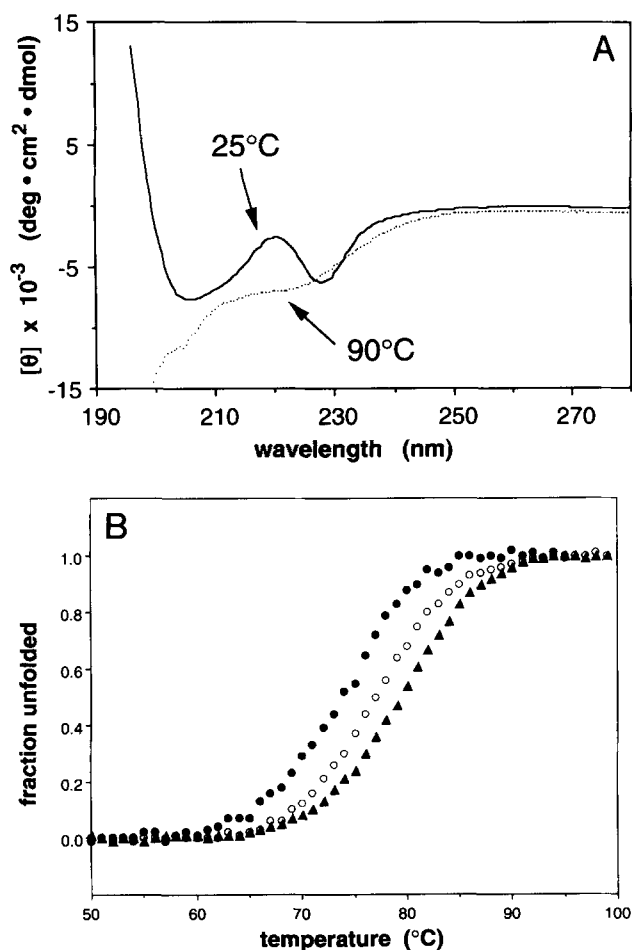 A
15
5
-5
-15
[θ] x 10⁻³ (deg • cm² • dmol)
25°C
90°C
190 210 230 250 270
wavelength (nm)
B
1.0
0.8
0.6
0.4
0.2
0.0
fraction unfolded
50 60 70 80 90 100
temperature (°C)